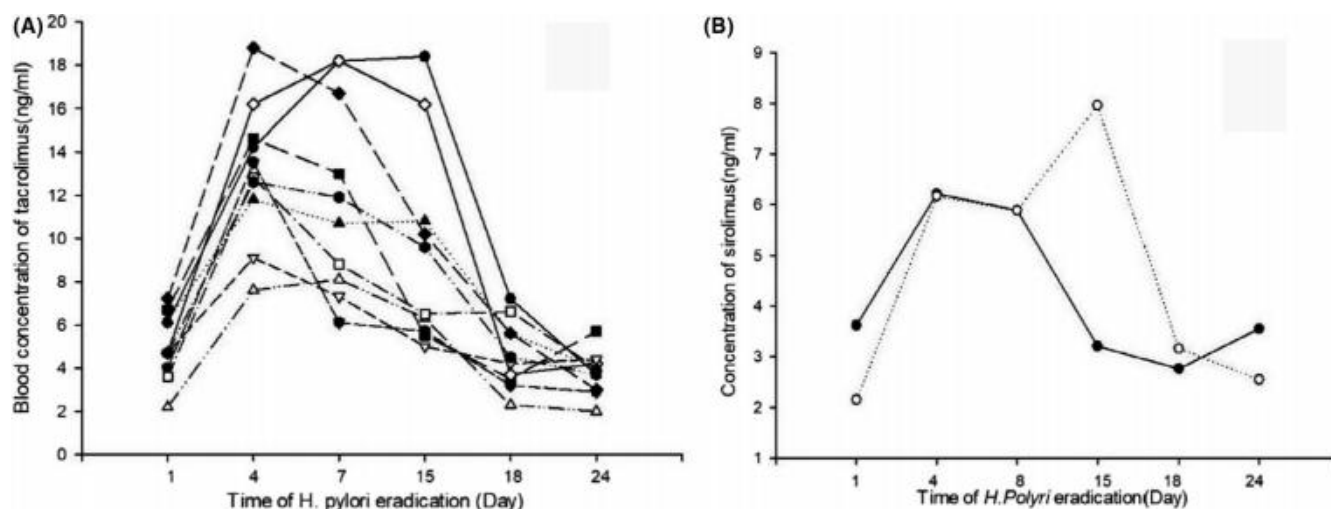 (A)
Blood concentration of tacrolimus(ng/ml)
20
18
16
14
12
10
8
6
4
2
0
1 4 7 15 18 24
Time of H. pylori eradication (Day)
(B)
Concentration of sirolimus(ng/ml)
9
8
7
6
5
4
3
2
1
1 4 8 15 18 24
Time of H.Polyri eradication(Day)